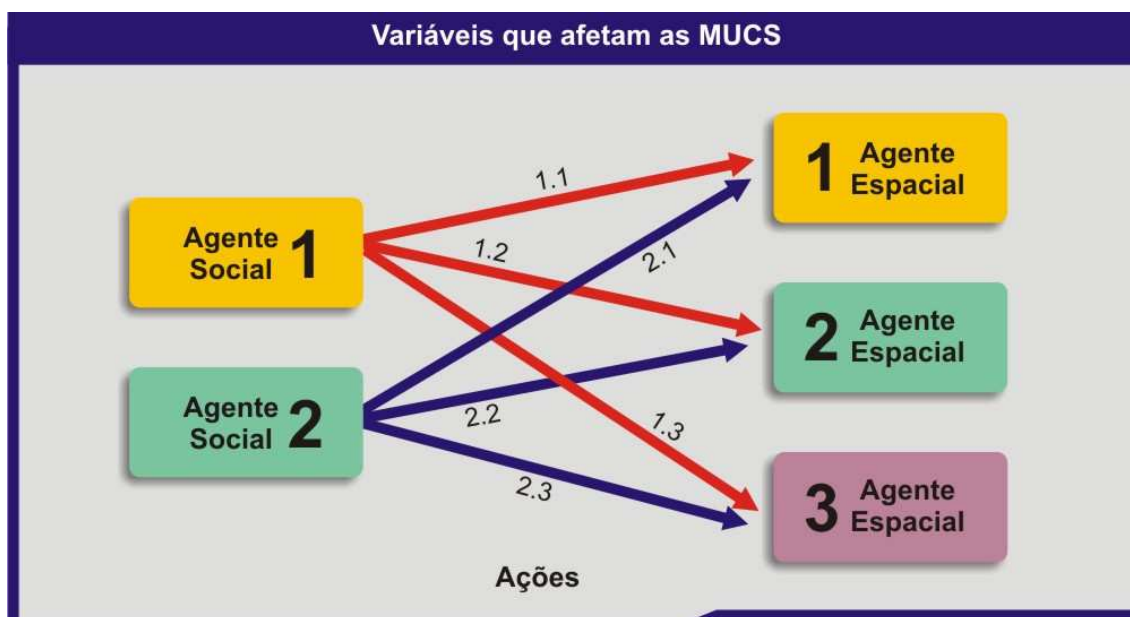 Variáveis que afetam as MUCS
Agente
Social
1
Agente
Social
2
1.1
1.2
2.1
2.2
1.3
2.3
1
Agente
Espacial
2
Agente
Espacial
3
Agente
Espacial
Ações